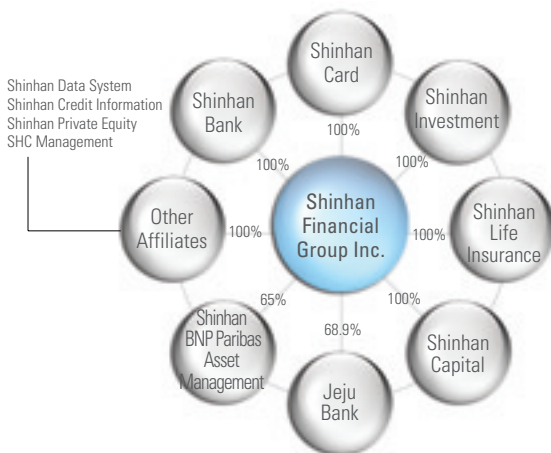 Shinhan
Card
Shinhan Data System
Shinhan Credit Information
Shinhan Private Equity
SHC Management
Shinhan
Bank
Shinhan
Investment
100%
100%
100%
Shinhan
Financial
Group Inc.
Other
Affiliates
100%
100%
Shinhan
Life
Insurance
65%
68.9%
100%
Shinhan
BNP Paribas
Asset
Management
Jeju
Bank
Shinhan
Capital